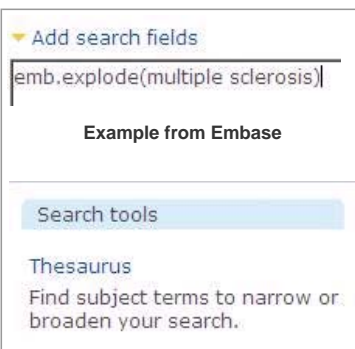 Add search fields
emb.explode(multiple sclerosis)
Example from Embase
Search tools
Thesaurus
Find subject terms to narrow or
broaden your search.